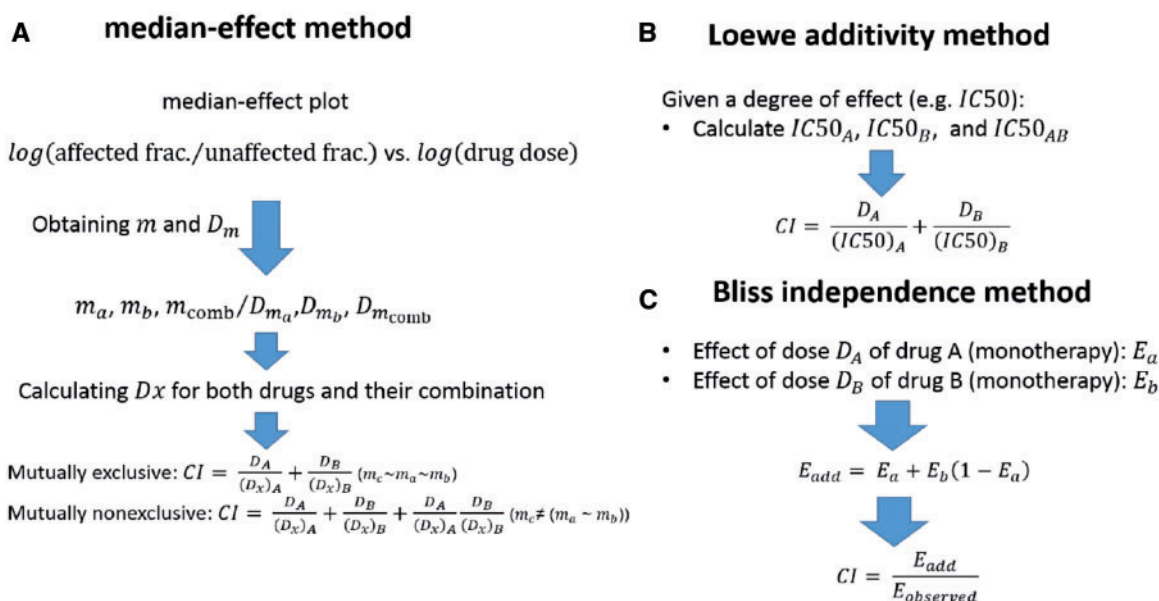 A median-effect method
median-effect plot
log(affected frac./unaffected frac.) vs. log(drug dose)
Obtaining m and D_m
m_a, m_b, m_comb/D_{m_a},D_{m_b}, D_{m_comb}
Calculating Dx for both drugs and their combination
Mutually exclusive: CI = D_A/(D_x)_A + D_B/(D_x)_B (m_c~m_a~m_b)
Mutually nonexclusive: CI = D_A/(D_x)_A + D_B/(D_x)_B + D_A/(D_x)_A D_B/(D_x)_B (m_c≠ (m_a ~ m_b))
B Loewe additivity method
Given a degree of effect (e.g. IC50):
• Calculate IC50_A, IC50_B, and IC50_AB
CI = D_A/(IC50)_A + D_B/(IC50)_B
C Bliss independence method
• Effect of dose D_A of drug A (monotherapy): E_a
• Effect of dose D_B of drug B (monotherapy): E_b
E_add = E_a + E_b(1 − E_a)
CI = E_add/E_observed